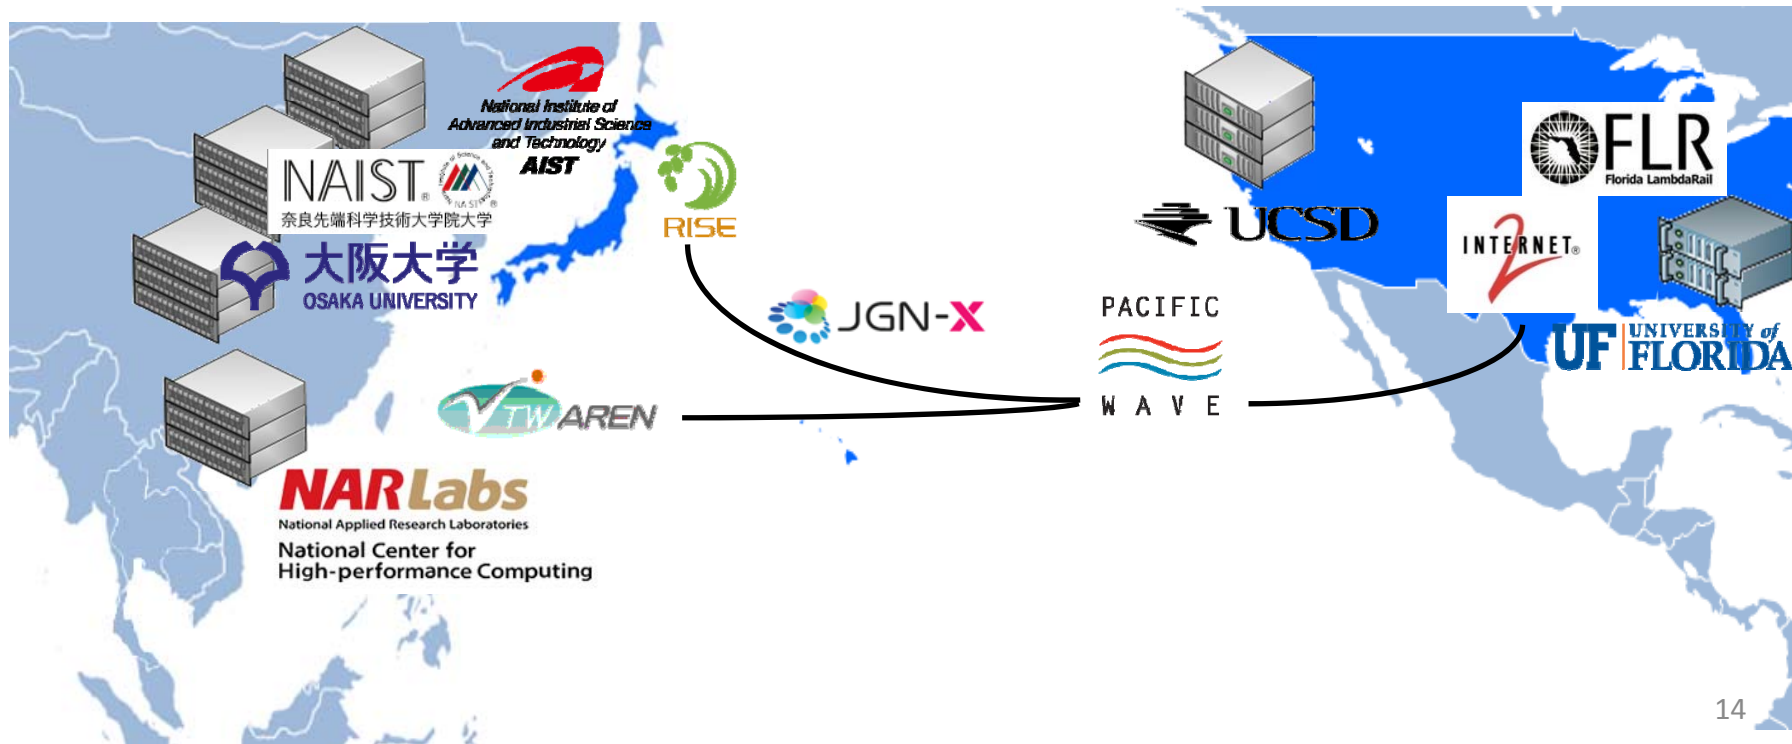 National Institute of
Advanced Industrial Science
and Technology
AIST
NAIST®
奈良先端科学技術大学院大学
大阪大学
OSAKA UNIVERSITY
RISE
JGN-X
TWAREN
NARLabs
National Applied Research Laboratories
National Center for
High-performance Computing
PACIFIC
WAVE
UCSD
FLR
Florida LambdaRail
INTERNET®
2
UF UNIVERSITY of
FLORIDA
14